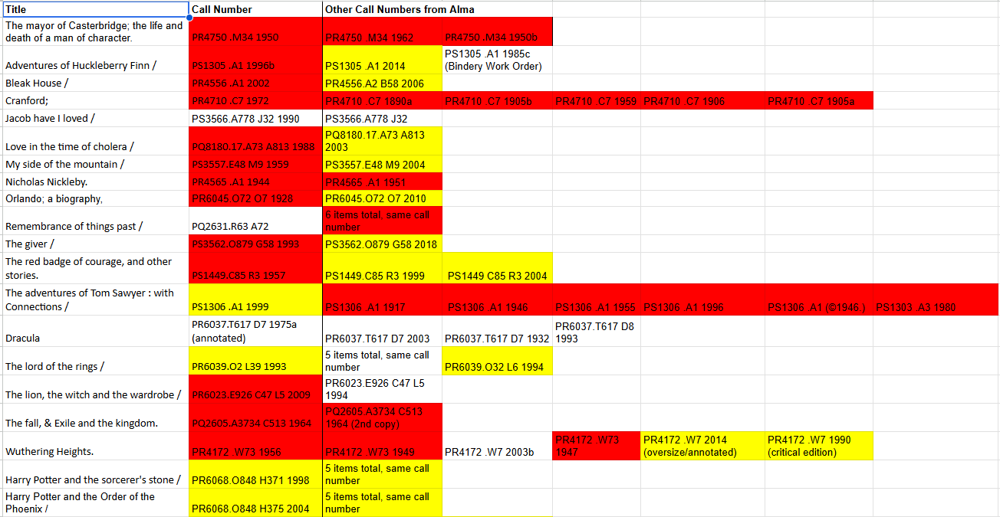 Title Call Number Other Call Numbers from Alma
The mayor of Casterbridge; the life and
death of a man of character. PR4750 .M34 1950 PR4750 .M34 1962 PR4750 .M34 1950b
Adventures of Huckleberry Finn / PS1305 .A1 1996b PS1305 .A1 2014 PS1305 .A1 1985c
(Bindery Work Order)
Bleak House / PR4556 .A1 2002 PR4556.A2 B58 2006
Cranford; PR4710 .C7 1972 PR4710 .C7 1890a PR4710 .C7 1905b PR4710 .C7 1959 PR4710 .C7 1906 PR4710 .C7 1905a
Jacob have I loved / PS3566.A778 J32 1990 PS3566.A778 J32
Love in the time of cholera / PQ8180.17.A73 A813 1988 PQ8180.17.A73 A813
2003
My side of the mountain / PS3557.E48 M9 1959 PS3557.E48 M9 2004
Nicholas Nickleby. PR4565 .A1 1944 PR4565 .A1 1951
Orlando; a biography, PR6045.O72 O7 1928 PR6045.O72 O7 2010
Remembrance of things past / PQ2631.R63 A72 6 items total, same call
number
The giver / PS3562.O879 G58 1993 PS3562.O879 G58 2018
The red badge of courage, and other
stories. PS1449.C85 R3 1957 PS1449.C85 R3 1999 PS1449 C85 R3 2004
The adventures of Tom Sawyer : with
Connections / PS1306 .A1 1999 PS1306 .A1 1917 PS1306 .A1 1946 PS1306 .A1 1955 PS1306 .A1 1996 PS1306 .A1 (©1946 ) PS1303 .A3 1980
Dracula PR6037.T617 D7 1975a
(annotated) PR6037.T617 D7 2003 PR6037.T617 D7 1932 PR6037.T617 D8
1993
The lord of the rings / PR6039.O2 L39 1993 5 items total, same call
number PR6039.O32 L6 1994
The lion, the witch and the wardrobe / PR6023.E926 C47 L5 2009 PR6023.E926 C47 L5
1994
The fall, & Exile and the kingdom. PQ2605.A3734 C513 1964 PQ2605.A3734 C513
1964 (2nd copy)
Wuthering Heights. PR4172 .W73 1956 PR4172 .W73 1949 PR4172 .W7 2003b PR4172 .W73
1947 PR4172 .W7 2014
(oversize/annotated) PR4172 .W7 1990
(critical edition)
Harry Potter and the sorcerer's stone / PR6068.O848 H371 1998 5 items total, same call
number
Harry Potter and the Order of the
Phoenix / PR6068.O848 H375 2004 5 items total, same call
number